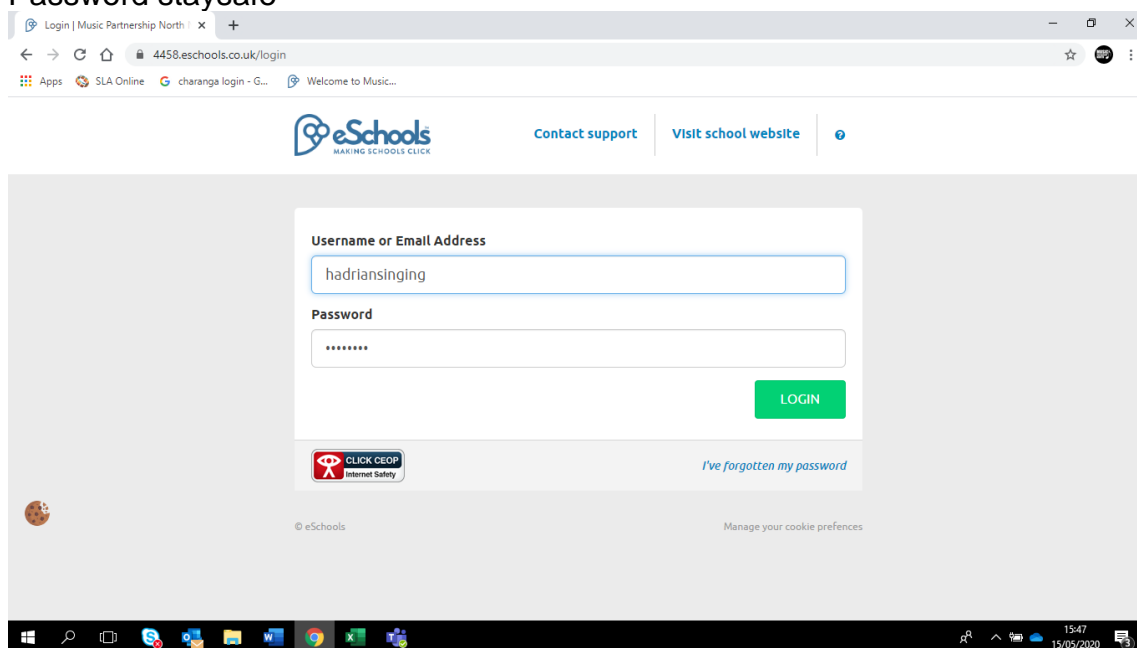 Password staysafe
Login | Music Partnership North
4458.eschools.co.uk/login
Apps SLA Online charanga login - G... Welcome to Music...
eSchools
MAKING SCHOOLS CLICK
Contact support
Visit school website
Username or Email Address
hadriansinging
Password
••••••••
LOGIN
CLICK CEOP
Internet Safety
I've forgotten my password
© eSchools
Manage your cookie prefences
15:47
15/05/2020
3